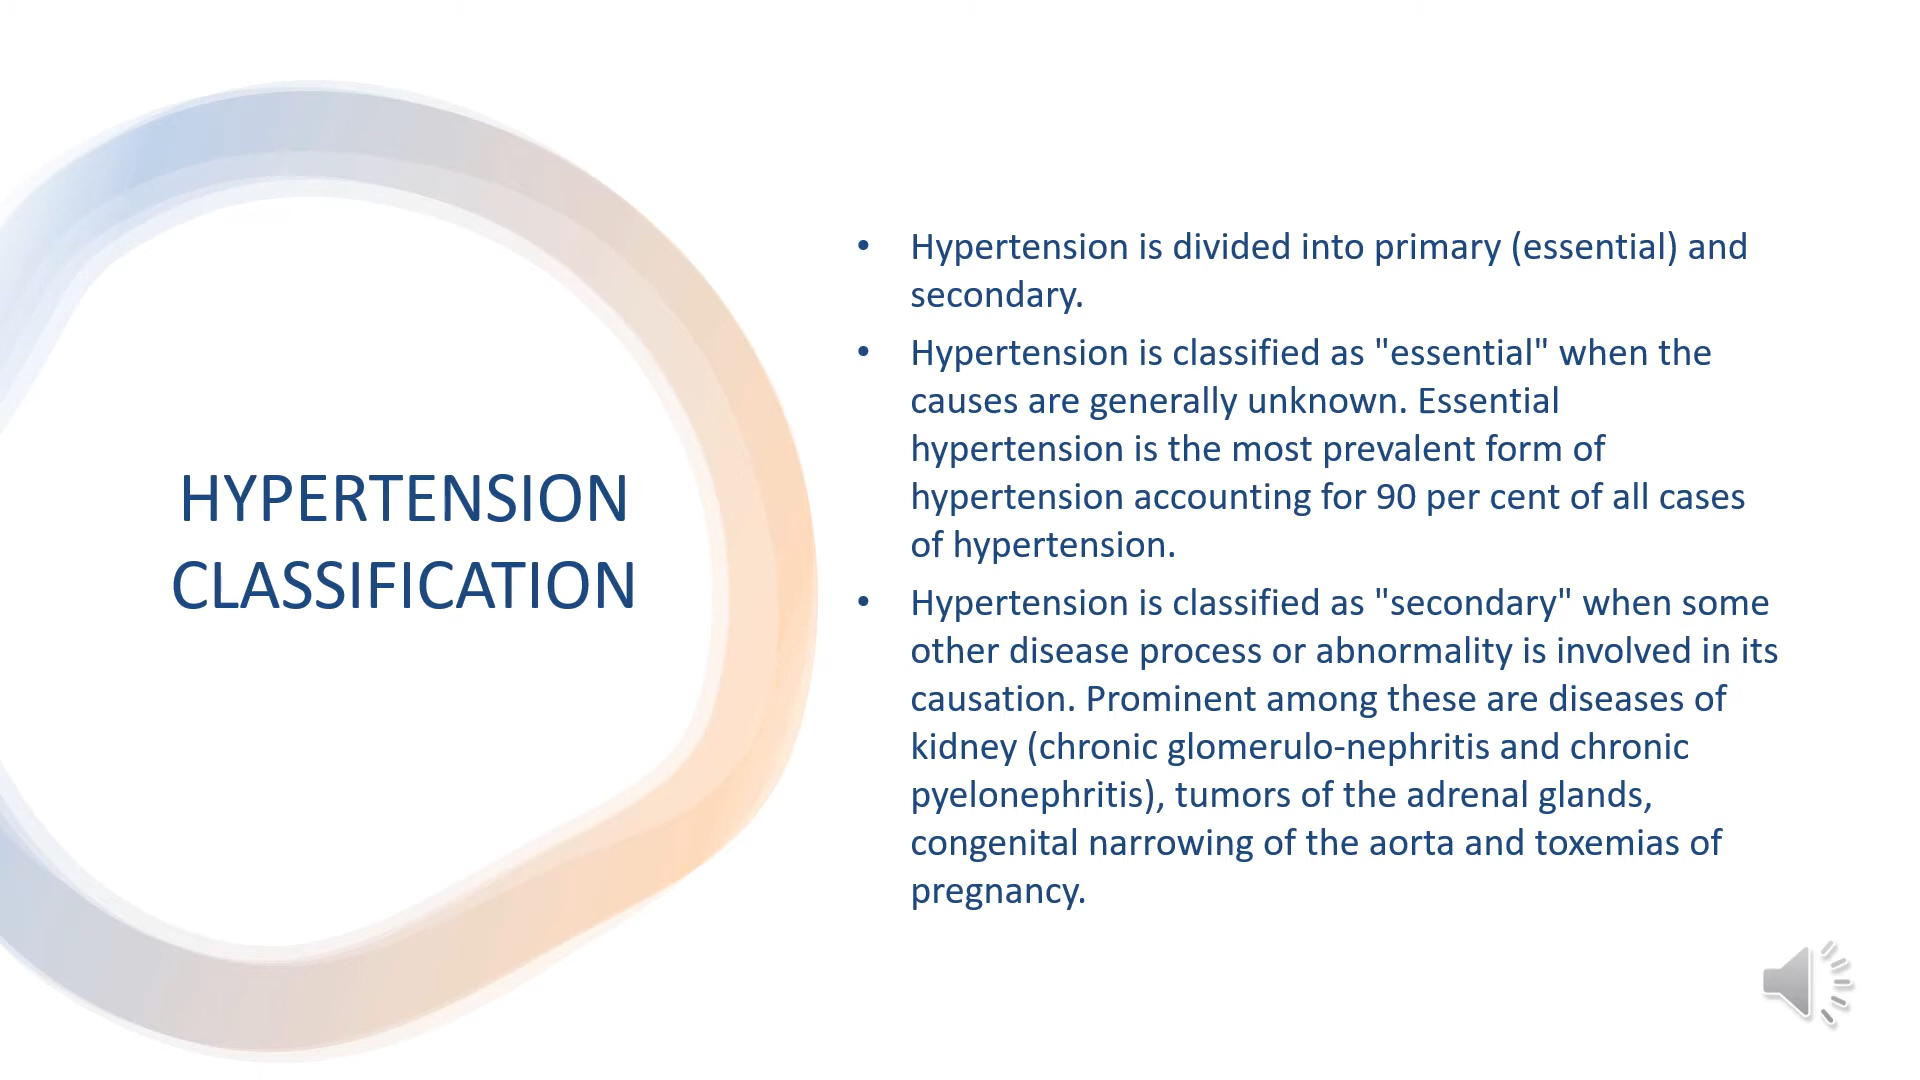 HYPERTENSION
CLASSIFICATION
• Hypertension is divided into primary (essential) and
secondary.
• Hypertension is classified as "essential" when the
causes are generally unknown. Essential
hypertension is the most prevalent form of
hypertension accounting for 90 per cent of all cases
of hypertension.
• Hypertension is classified as "secondary" when some
other disease process or abnormality is involved in its
causation. Prominent among these are diseases of
kidney (chronic glomerulo-nephritis and chronic
pyelonephritis), tumors of the adrenal glands,
congenital narrowing of the aorta and toxemias of
pregnancy.